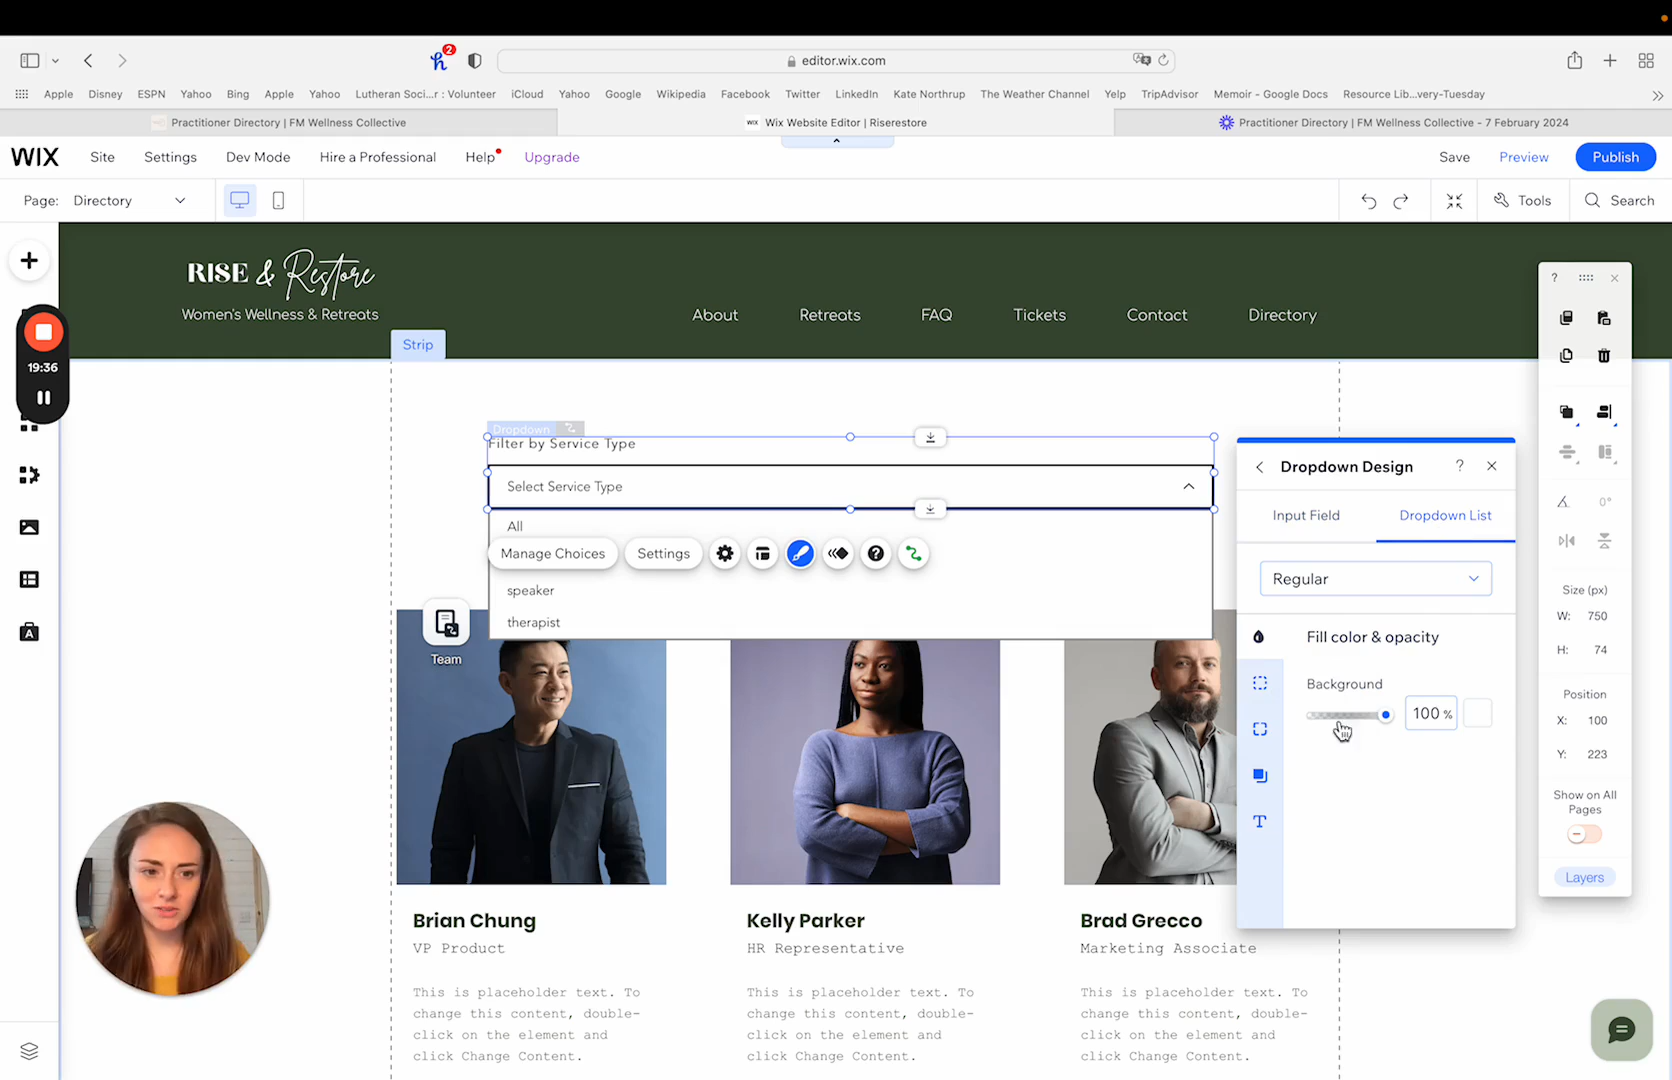 2
editor.wix.com
Apple
Disney
ESPN
Yahoo
Bing
Apple
Yahoo
Lutheran Soci...r : Volunteer
iCloud
Yahoo
Google
Wikipedia
Facebook
Twitter
LinkedIn
Kate Northrup
The Weather Channel
Yelp
TripAdvisor
Memoir - Google Docs
Resource Lib...very-Tuesday
Practitioner Directory | FM Wellness Collective
WIX Wix Website Editor | Riserestore
Practitioner Directory | FM Wellness Collective - 7 February 2024
WIX
Site
Settings
Dev Mode
Hire a Professional
Help
Upgrade
Save
Preview
Publish
Page: Directory
Tools
Search
RISE & Restore
Women's Wellness & Retreats
About
Retreats
FAQ
Tickets
Contact
Directory
Strip
19:36
Dropdown
Filter by Service Type
Select Service Type
All
Manage Choices
Settings
speaker
therapist
Team
Dropdown Design
?
Input Field
Dropdown List
Regular
Fill color & opacity
Background
100 %
T
?
0°
Size (px)
W: 750
H: 74
Position
X: 100
Y: 223
Show on All
Pages
Layers
Brian Chung
VP Product
This is placeholder text. To
change this content, double-
click on the element and
click Change Content.
Kelly Parker
HR Representative
This is placeholder text. To
change this content, double-
click on the element and
click Change Content.
Brad Grecco
Marketing Associate
This is placeholder text. To
change this content, double-
click on the element and
click Change Content.